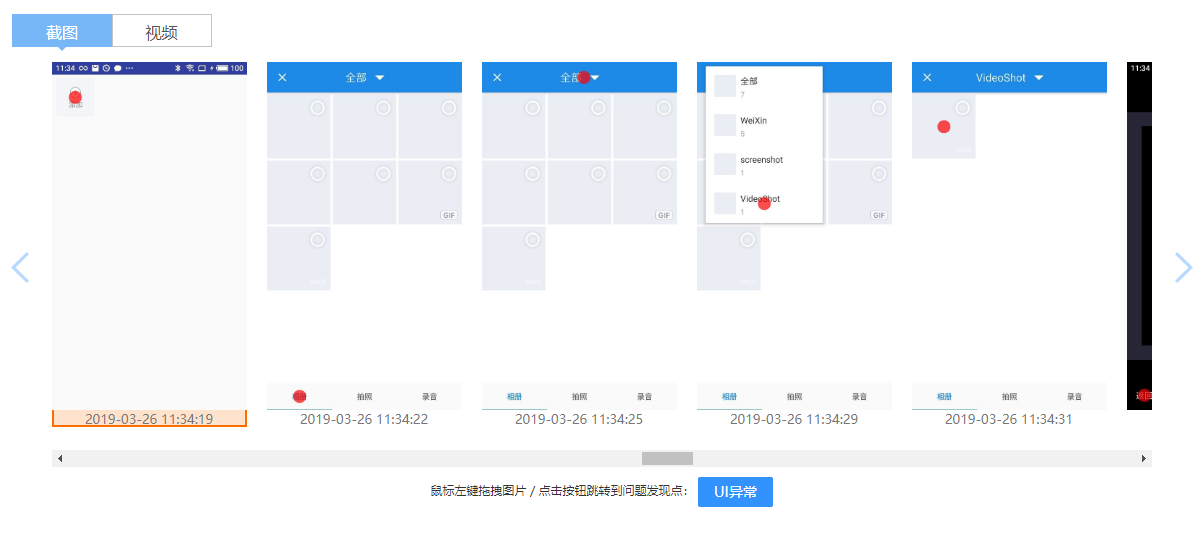 截图
视频
11:34 100
全部
GIF
相册 拍照 录音
2019-03-26 11:34:19
2019-03-26 11:34:22
全部
GIF
相册 拍照 录音
2019-03-26 11:34:25
全部
7
WeiXin
5
screenshot
1
VideoShot
1
GIF
相册 拍照 录音
2019-03-26 11:34:29
VideoShot
相册 拍照 录音
2019-03-26 11:34:31
11:34
返回
鼠标左键拖拽图片 / 点击按钮跳转到问题发现点：
UI异常